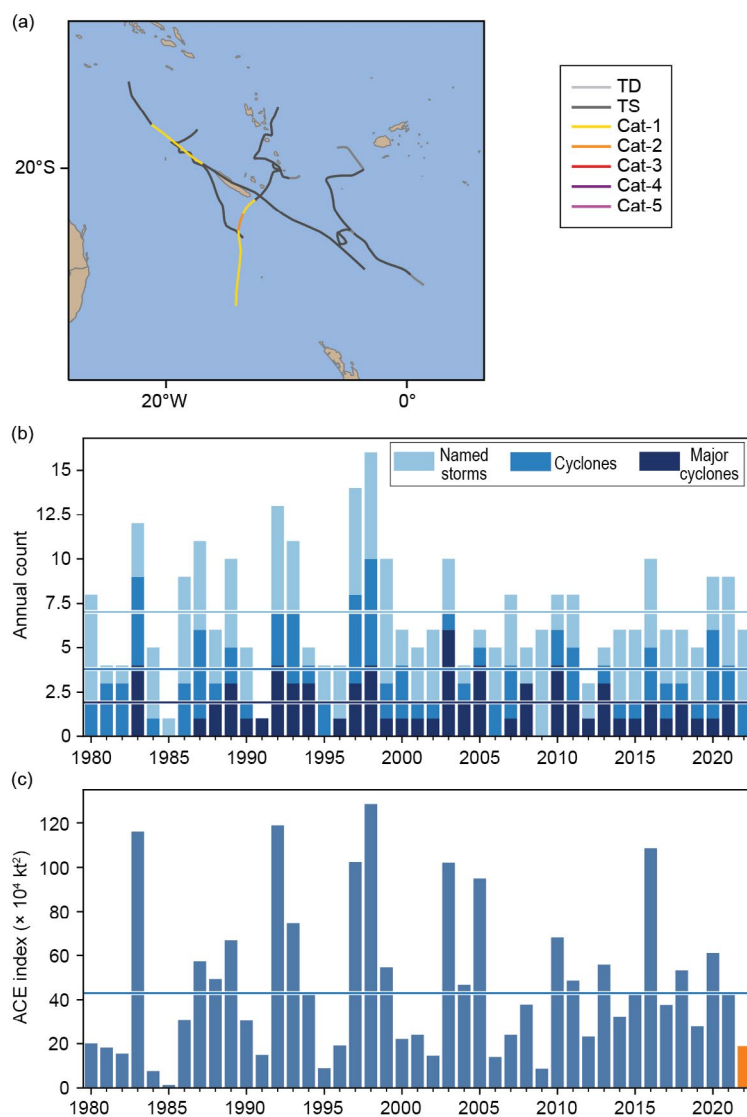 (a)
20°S
20°W
0°
TD
TS
Cat-1
Cat-2
Cat-3
Cat-4
Cat-5
(b)
Named storms
Cyclones
Major cyclones
Annual count
15
12.5
10
7.5
5
2.5
0
1980 1985 1990 1995 2000 2005 2010 2015 2020
(c)
ACE index (× 10⁴ kt²)
120
100
80
60
40
20
0
1980 1985 1990 1995 2000 2005 2010 2015 2020